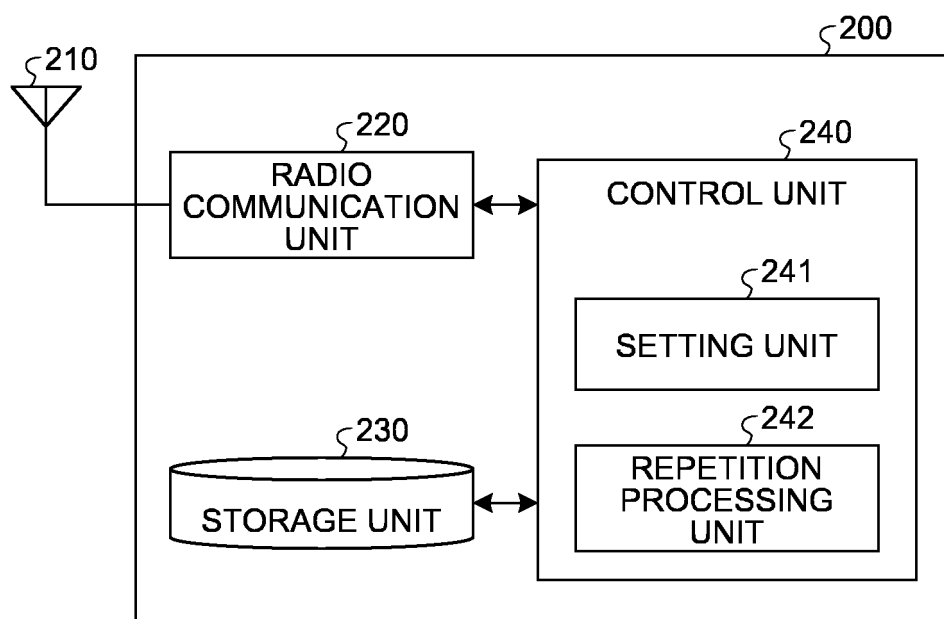 200
210
220
RADIO
COMMUNICATION
UNIT
240
CONTROL UNIT
241
SETTING UNIT
230
STORAGE UNIT
242
REPETITION
PROCESSING
UNIT